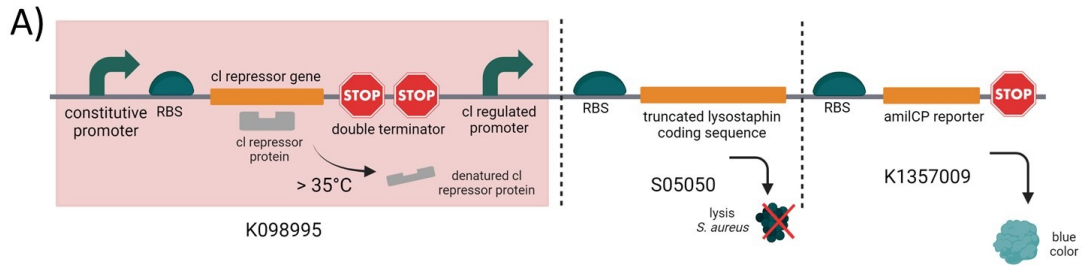 A)
constitutive
promoter
RBS
cI repressor gene
cI repressor
protein
STOP
STOP
double terminator
> 35°C
denatured cI
repressor protein
cI regulated
promoter
K098995
RBS
truncated lysostaphin
coding sequence
S05050
lysis
S. aureus
RBS
amilCP reporter
STOP
K1357009
blue
color